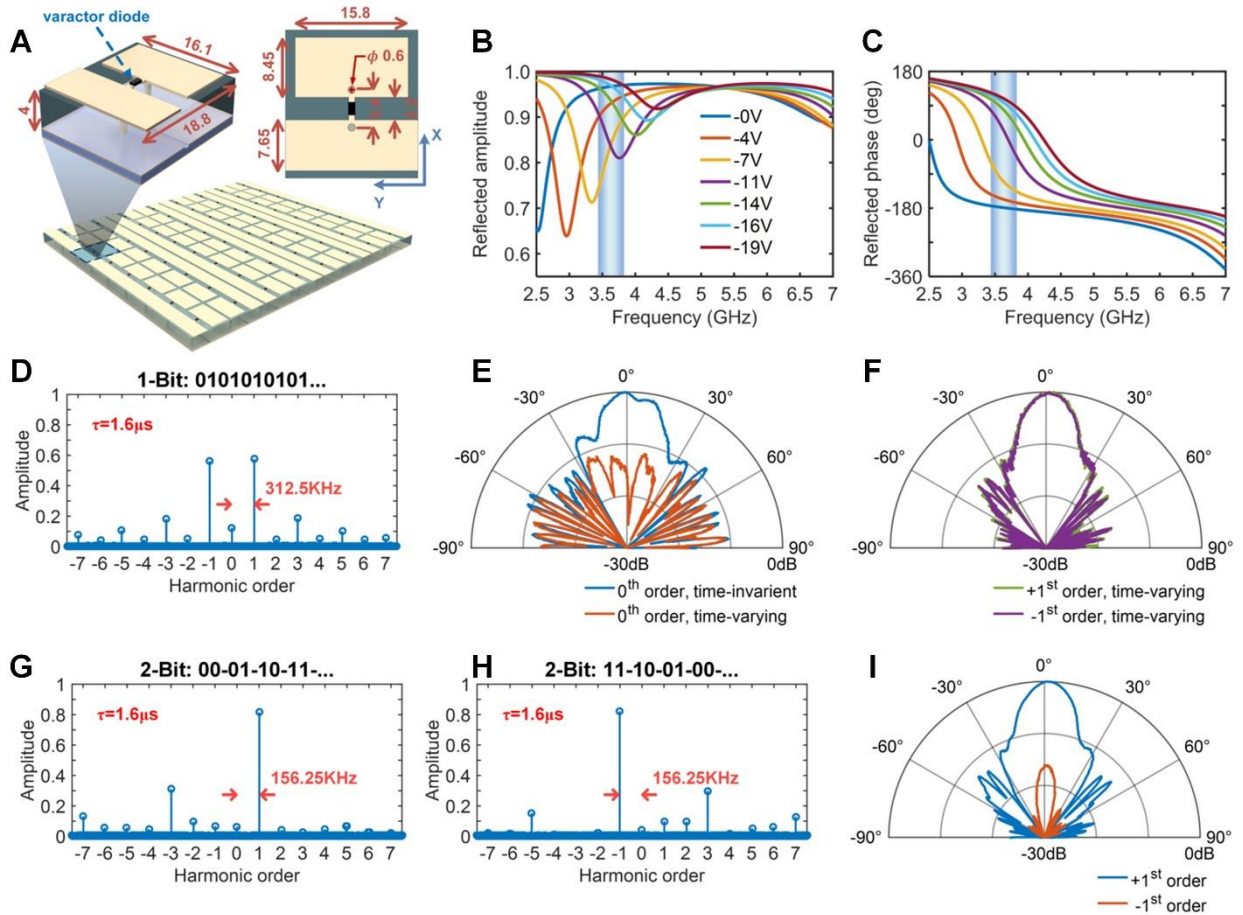 A
varactor diode
16.1
4
18.8
15.8
8.45
ϕ 0.6
7.65
X
Y
B
Reflected amplitude
1.0
0.9
0.8
0.7
0.6
-0V
-4V
-7V
-11V
-14V
-16V
-19V
2.5 3 3.5 4 4.5 5 5.5 6 6.5 7
Frequency (GHz)
C
Reflected phase (deg)
180
0
-180
-360
2.5 3 3.5 4 4.5 5 5.5 6 6.5 7
Frequency (GHz)
D
1-Bit: 0101010101...
Amplitude
1
0.8
0.6
0.4
0.2
0
τ=1.6μs
312.5KHz
-7 -6 -5 -4 -3 -2 -1 0 1 2 3 4 5 6 7
Harmonic order
E
0°
-30°
30°
-60°
60°
-90°
90°
-30dB
0dB
0th order, time-invarient
0th order, time-varying
F
0°
-30°
30°
-60°
60°
-90°
90°
-30dB
0dB
+1st order, time-varying
-1st order, time-varying
G
2-Bit: 00-01-10-11-...
Amplitude
1
0.8
0.6
0.4
0.2
0
τ=1.6μs
156.25KHz
-7 -6 -5 -4 -3 -2 -1 0 1 2 3 4 5 6 7
Harmonic order
H
2-Bit: 11-10-01-00-...
Amplitude
1
0.8
0.6
0.4
0.2
0
τ=1.6μs
156.25KHz
-7 -6 -5 -4 -3 -2 -1 0 1 2 3 4 5 6 7
Harmonic order
I
0°
-30°
30°
-60°
60°
-90°
90°
-30dB
0dB
+1st order
-1st order